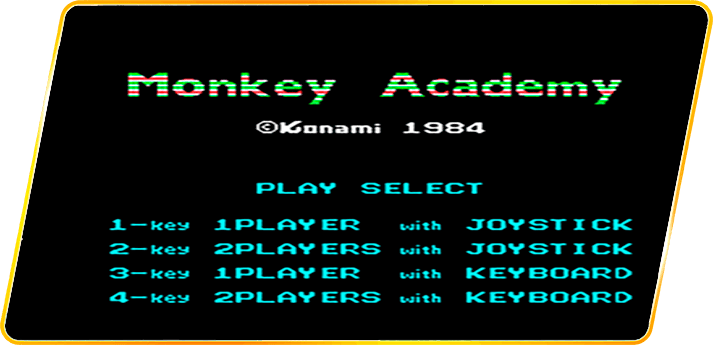 Monkey Academy
©Konami 1984
PLAY SELECT
1-key 1PLAYER with JOYSTICK
2-key 2PLAYERS with JOYSTICK
3-key 1PLAYER with KEYBOARD
4-key 2PLAYERS with KEYBOARD